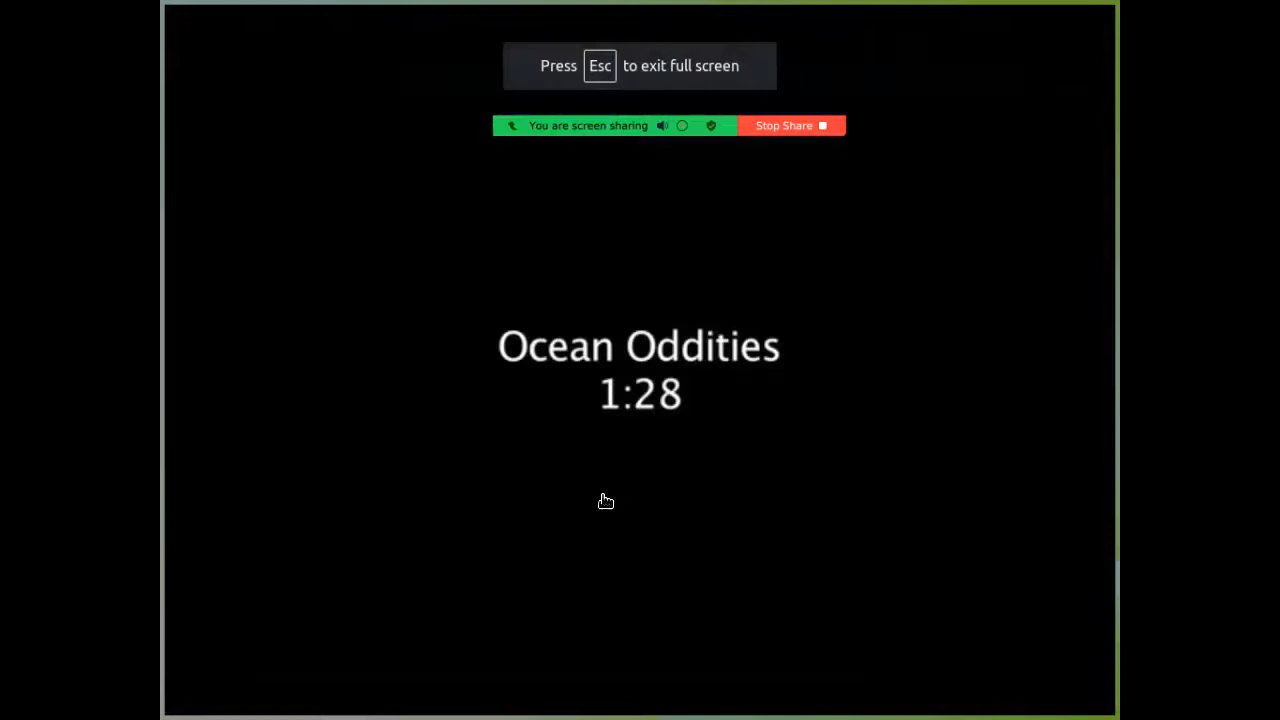 Press Esc to exit full screen
You are screen sharing Stop Share
Ocean Oddities
1:28